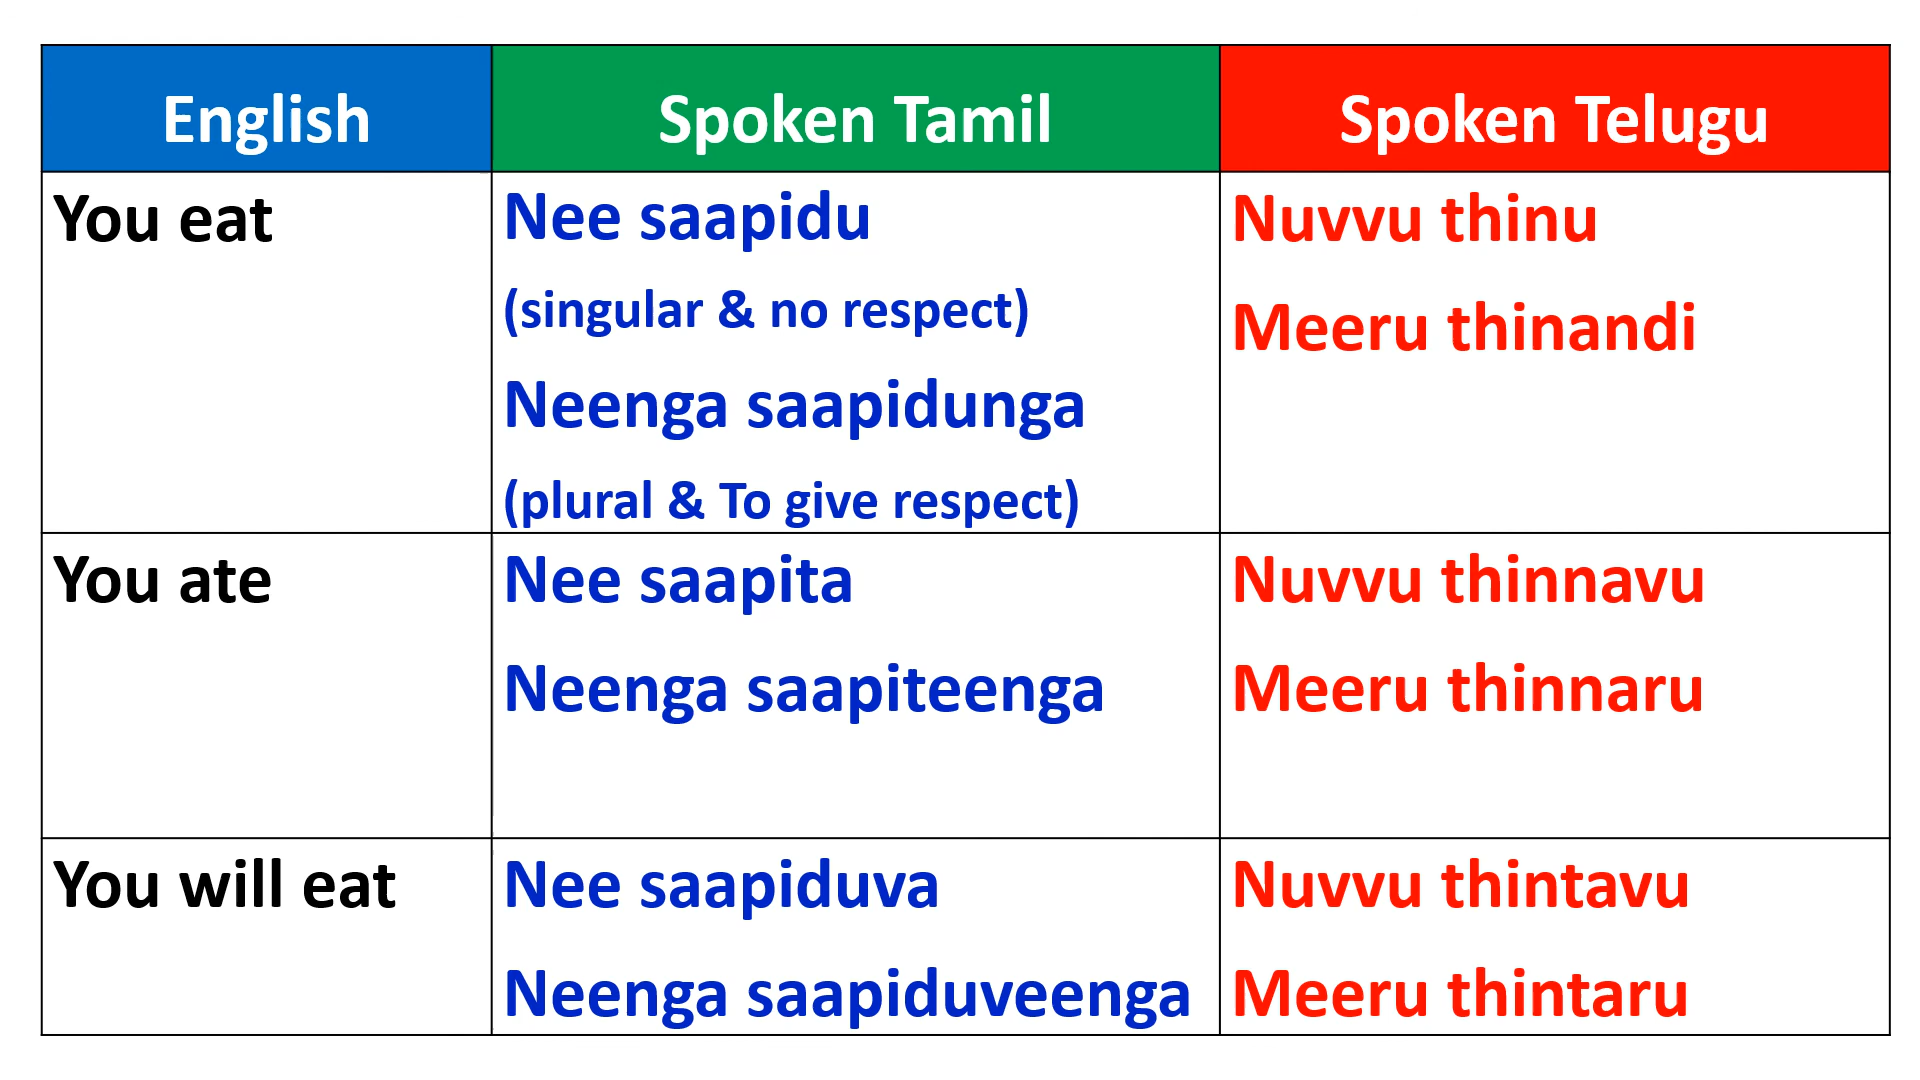 English
Spoken Tamil
Spoken Telugu
You eat
Nee saapidu
(singular & no respect)
Neenga saapidunga
(plural & To give respect)
Nuvvu thinu
Meeru thinandi
You ate
Nee saapita
Neenga saapiteenga
Nuvvu thinnavu
Meeru thinnaru
You will eat
Nee saapiduva
Neenga saapiduveenga
Nuvvu thintavu
Meeru thintaru